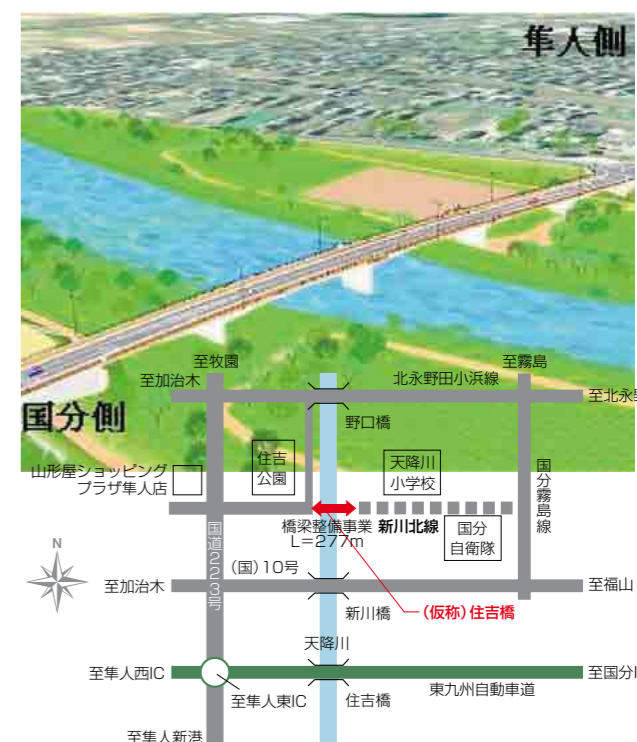 隼人側
国分側
至牧園
至霧島
至加治木
北永野田小浜線
至北永
野口橋
山形屋ショッピング
プラザ隼人店
住吉
公園
天降川
小学校
国分霧島線
橋梁整備事業
L=277m
新川北線
国分
自衛隊
国道223号
N
(国)10号
至加治木
至福山
新川橋
(仮称)住吉橋
天降川
至隼人西IC
至国分I
至隼人東IC
住吉橋
東九州自動車道
至隼人新港